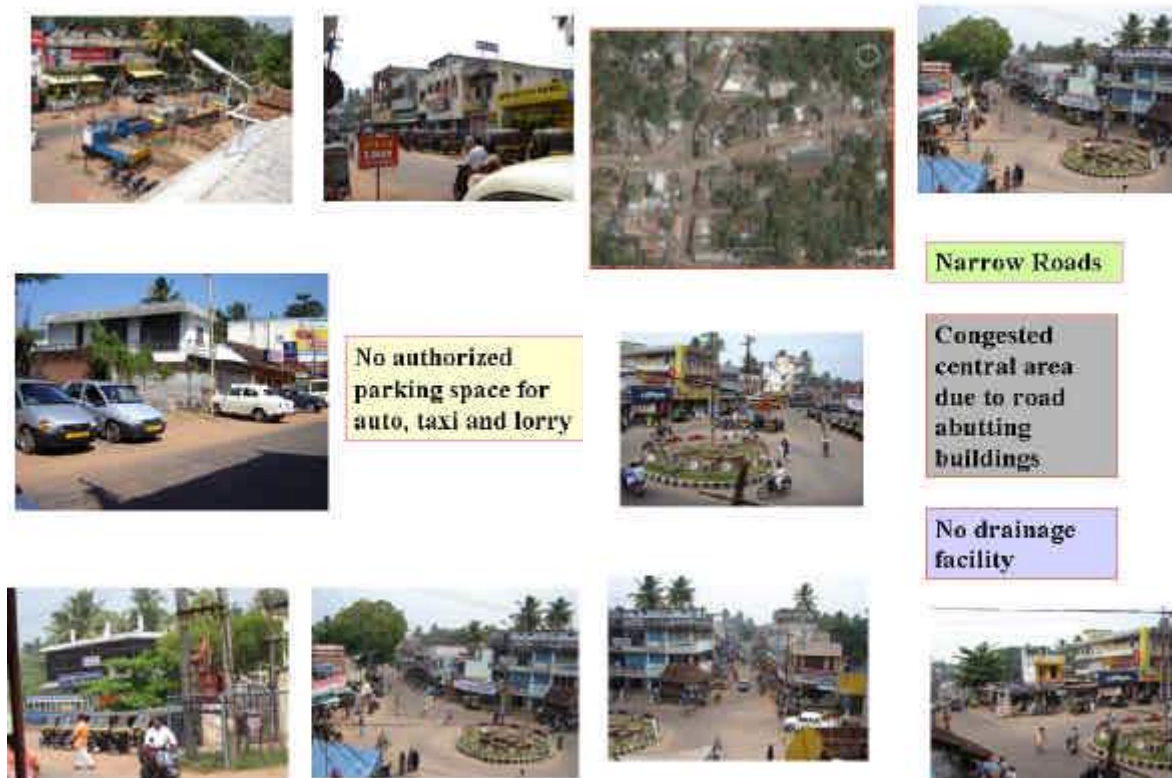 Narrow Roads
No authorized
parking space for
auto, taxi and lorry
Congested
central area
due to road
abutting
buildings
No drainage
facility